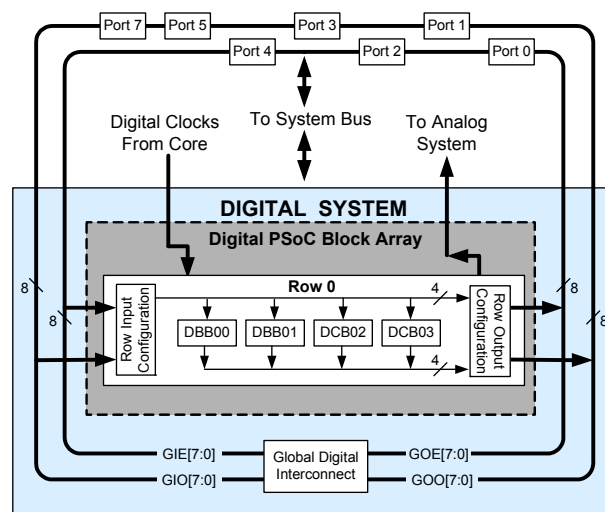 Port 7 Port 5 Port 3 Port 1
Port 4 Port 2 Port 0
Digital Clocks
From Core
To System Bus
To Analog
System
DIGITAL SYSTEM
Digital PSoC Block Array
Row 0
8
8
4
8
8
Row Input
Configuration
DBB00 DBB01 DCB02 DCB03
4
Row Output
Configuration
GIE[7:0]
GIO[7:0]
Global Digital
Interconnect
GOE[7:0]
GOO[7:0]